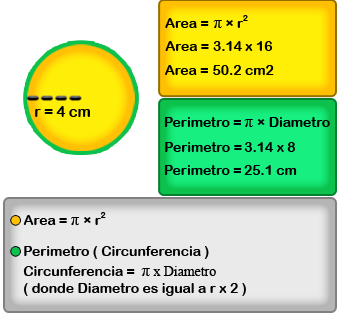 r = 4 cm
Area = π × r²
Area = 3.14 x 16
Area = 50.2 cm2
Perimetro = π × Diametro
Perimetro = 3.14 x 8
Perimetro = 25.1 cm
Area = π × r²
Perimetro ( Circunferencia )
Circunferencia = π x Diametro
( donde Diametro es igual a r x 2 )